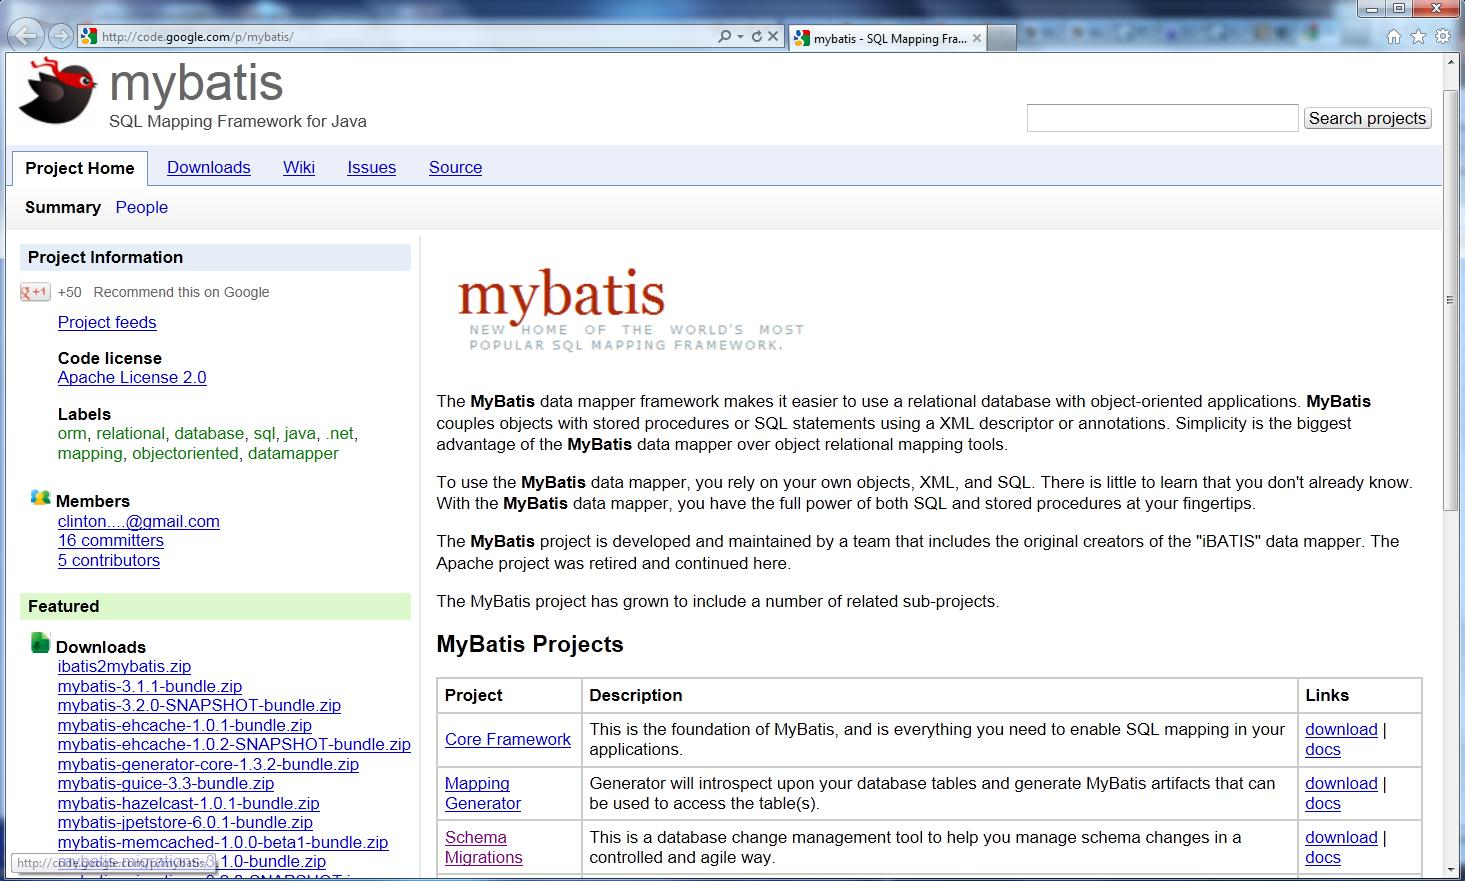 http://code.google.com/p/mybatis/
mybatis - SQL Mapping Fra...
mybatis
SQL Mapping Framework for Java
Search projects
Project Home Downloads Wiki Issues Source
Summary People
Project Information
+1 +50 Recommend this on Google
Project feeds
Code license
Apache License 2.0
Labels
orm, relational, database, sql, java, .net,
mapping, objectoriented, datamapper
Members
clinton....@gmail.com
16 committers
5 contributors
Featured
Downloads
ibatis2mybatis.zip
mybatis-3.1.1-bundle.zip
mybatis-3.2.0-SNAPSHOT-bundle.zip
mybatis-ehcache-1.0.1-bundle.zip
mybatis-ehcache-1.0.2-SNAPSHOT-bundle.zip
mybatis-generator-core-1.3.2-bundle.zip
mybatis-guice-3.3-bundle.zip
mybatis-hazelcast-1.0.1-bundle.zip
mybatis-jpetstore-6.0.1-bundle.zip
mybatis-memcached-1.0.0-beta1-bundle.zip
mybatis-migrations-3.1.0-bundle.zip
http://code.google.com/p/mybatis/
mybatis
NEW HOME OF THE WORLD'S MOST
POPULAR SQL MAPPING FRAMEWORK.
The MyBatis data mapper framework makes it easier to use a relational database with object-oriented applications. MyBatis
couples objects with stored procedures or SQL statements using a XML descriptor or annotations. Simplicity is the biggest
advantage of the MyBatis data mapper over object relational mapping tools.
To use the MyBatis data mapper, you rely on your own objects, XML, and SQL. There is little to learn that you don't already know.
With the MyBatis data mapper, you have the full power of both SQL and stored procedures at your fingertips.
The MyBatis project is developed and maintained by a team that includes the original creators of the "iBATIS" data mapper. The
Apache project was retired and continued here.
The MyBatis project has grown to include a number of related sub-projects.
MyBatis Projects
Project Description Links
Core Framework This is the foundation of MyBatis, and is everything you need to enable SQL mapping in your applications. download | docs
Mapping Generator Generator will introspect upon your database tables and generate MyBatis artifacts that can be used to access the table(s). download | docs
Schema Migrations This is a database change management tool to help you manage schema changes in a controlled and agile way. download | docs